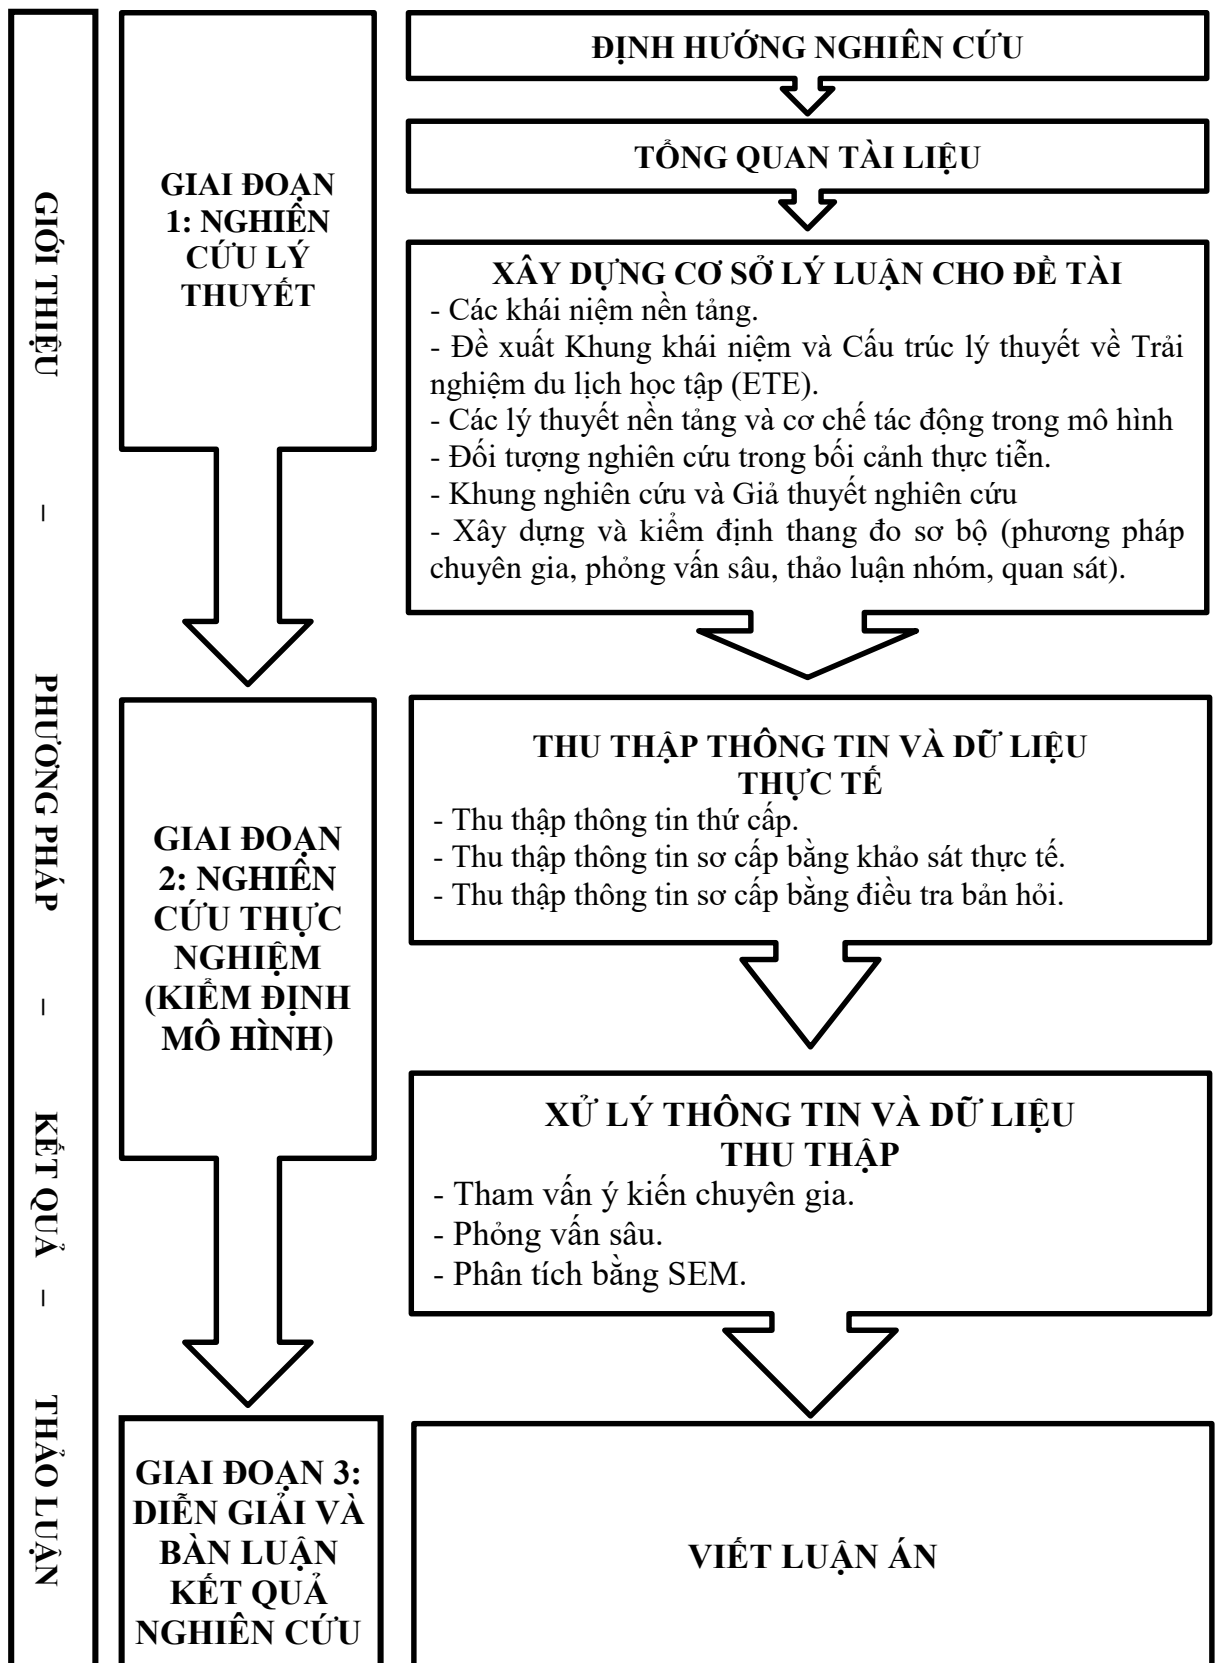 GIỚI THIỆU – PHƯƠNG PHÁP – KẾT QUẢ – THẢO LUẬN
GIAI ĐOẠN
1: NGHIÊN
CỨU LÝ
THUYẾT
ĐỊNH HƯỚNG NGHIÊN CỨU
TỔNG QUAN TÀI LIỆU
XÂY DỰNG CƠ SỞ LÝ LUẬN CHO ĐỀ TÀI
- Các khái niệm nền tảng.
- Đề xuất Khung khái niệm và Cấu trúc lý thuyết về Trải
nghiệm du lịch học tập (ETE).
- Các lý thuyết nền tảng và cơ chế tác động trong mô hình
- Đối tượng nghiên cứu trong bối cảnh thực tiễn.
- Khung nghiên cứu và Giả thuyết nghiên cứu
- Xây dựng và kiểm định thang đo sơ bộ (phương pháp
chuyên gia, phỏng vấn sâu, thảo luận nhóm, quan sát).
GIAI ĐOẠN
2: NGHIÊN
CỨU THỰC
NGHIỆM
(KIỂM ĐỊNH
MÔ HÌNH)
THU THẬP THÔNG TIN VÀ DỮ LIỆU
THỰC TẾ
- Thu thập thông tin thứ cấp.
- Thu thập thông tin sơ cấp bằng khảo sát thực tế.
- Thu thập thông tin sơ cấp bằng điều tra bản hỏi.
XỬ LÝ THÔNG TIN VÀ DỮ LIỆU
THU THẬP
- Tham vấn ý kiến chuyên gia.
- Phỏng vấn sâu.
- Phân tích bằng SEM.
GIAI ĐOẠN 3:
DIỄN GIẢI VÀ
BÀN LUẬN
KẾT QUẢ
NGHIÊN CỨU
VIẾT LUẬN ÁN